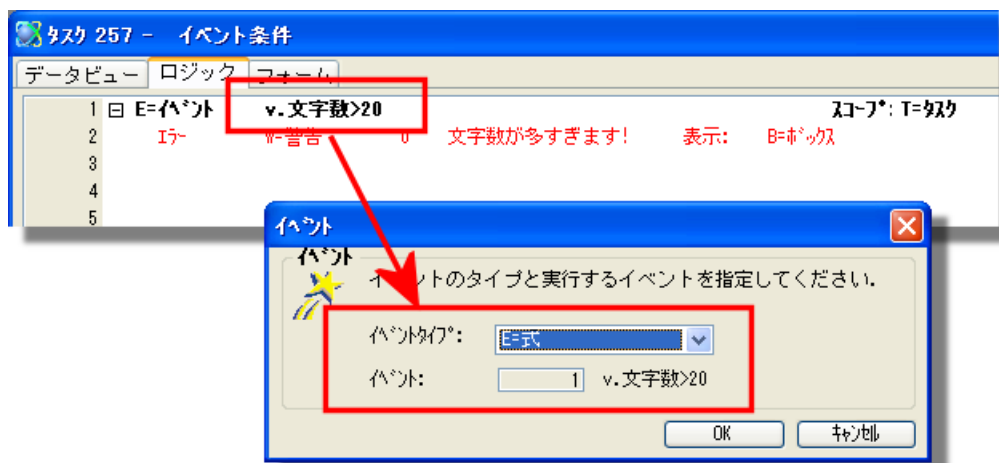 ﾀｽｸ 257 - イベント条件
データビュー ロジック フォーム
1 E=ｲﾍﾞﾝﾄ v.文字数>20 ｽｺｰﾌﾟ: T=ﾀｽｸ
2 ｴﾗｰ W=警告 0 文字数が多すぎます! 表示: B=ﾎﾞｯｸｽ
3
4
5
ｲﾍﾞﾝﾄ
ｲﾍﾞﾝﾄ
イベントのタイプと実行するイベントを指定してください.
ｲﾍﾞﾝﾄﾀｲﾌﾟ: E=式
ｲﾍﾞﾝﾄ: 1 v.文字数>20
OK ｷｬﾝｾﾙ